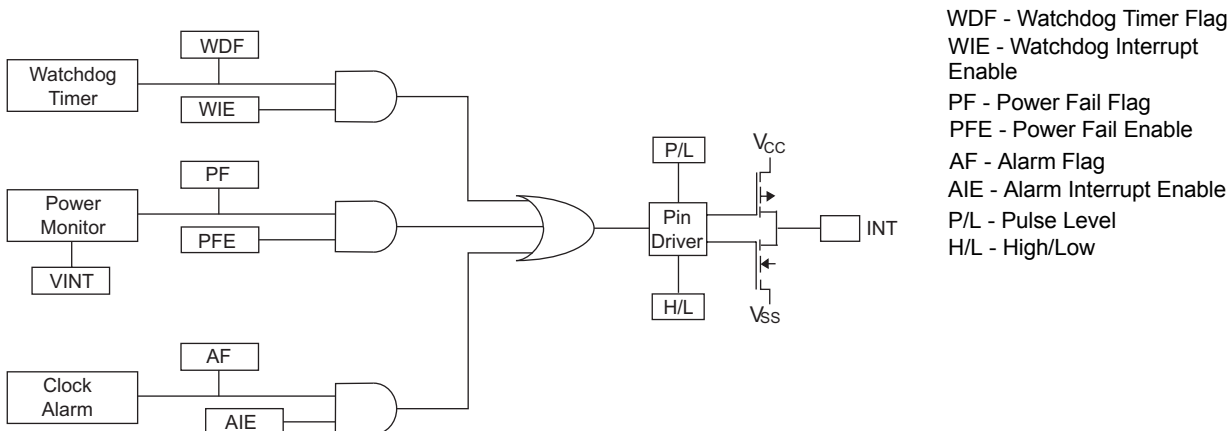 WDF
Watchdog
Timer
WIE
P/L
VCC
PF
Power
Monitor
Pin
Driver
INT
PFE
VINT
H/L
VSS
AF
Clock
Alarm
AIE
WDF - Watchdog Timer Flag
WIE - Watchdog Interrupt
Enable
PF - Power Fail Flag
PFE - Power Fail Enable
AF - Alarm Flag
AIE - Alarm Interrupt Enable
P/L - Pulse Level
H/L - High/Low